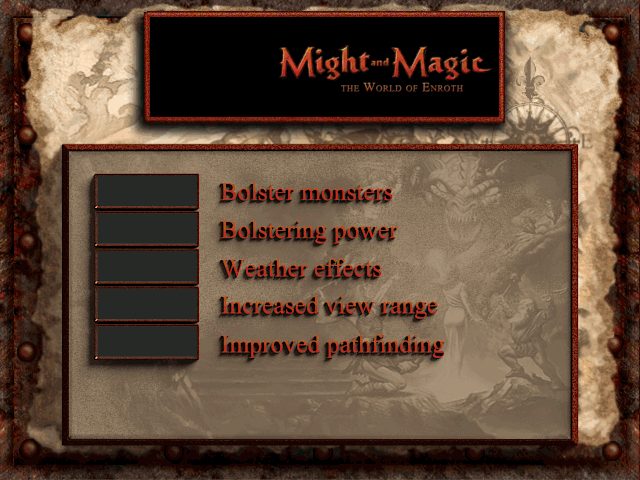 Might and Magic
THE WORLD OF ENROTH
Bolster monsters
Bolstering power
Weather effects
Increased view range
Improved pathfinding